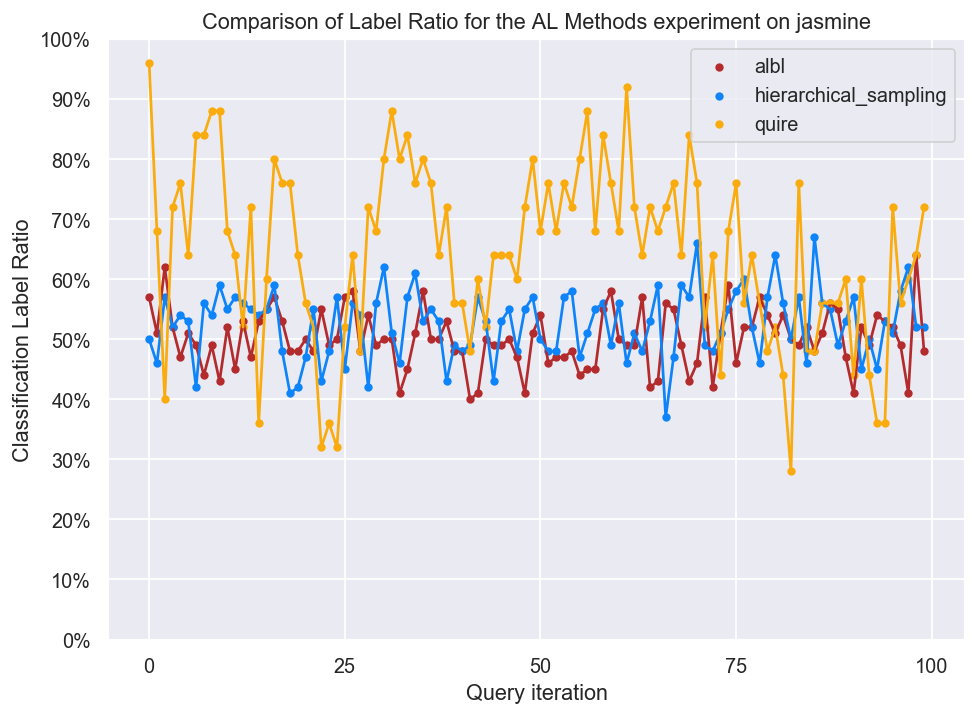 Comparison of Label Ratio for the AL Methods experiment on jasmine
100%
90%
80%
70%
60%
50%
40%
30%
20%
10%
0%
Classification Label Ratio
albl
hierarchical_sampling
quire
0
25
50
75
100
Query iteration